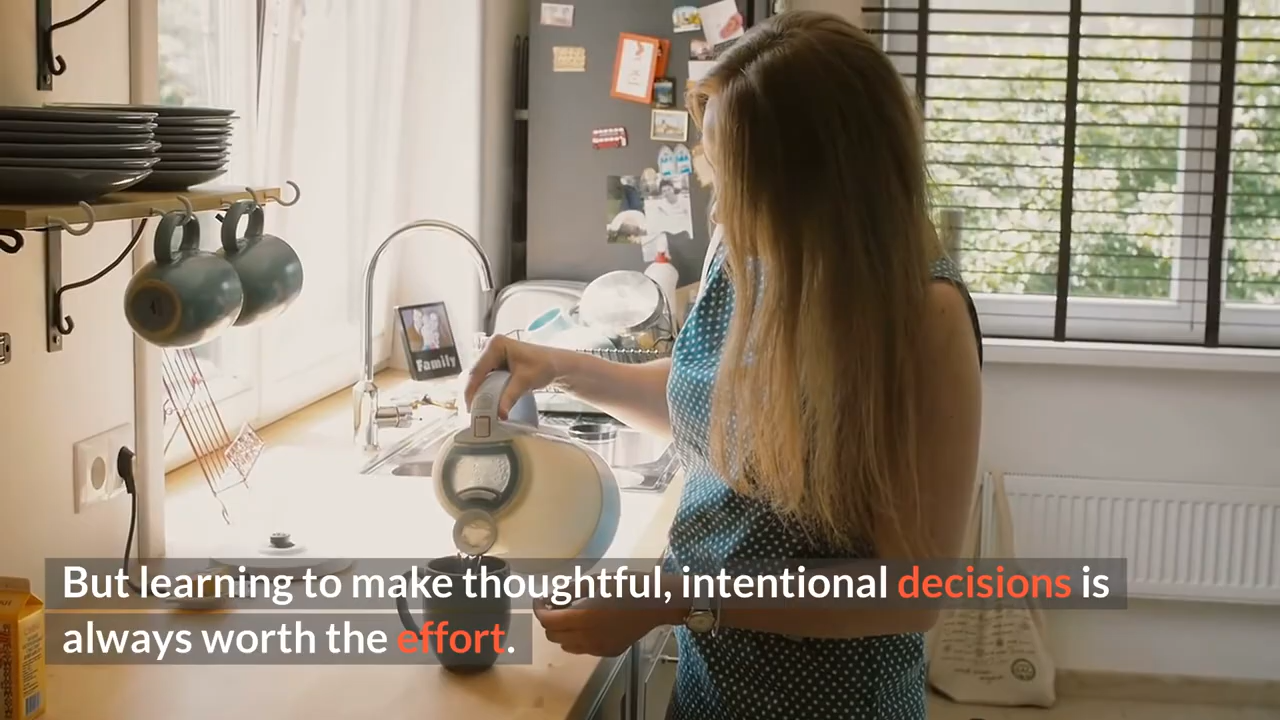 Family
But learning to make thoughtful, intentional decisions is
always worth the effort.